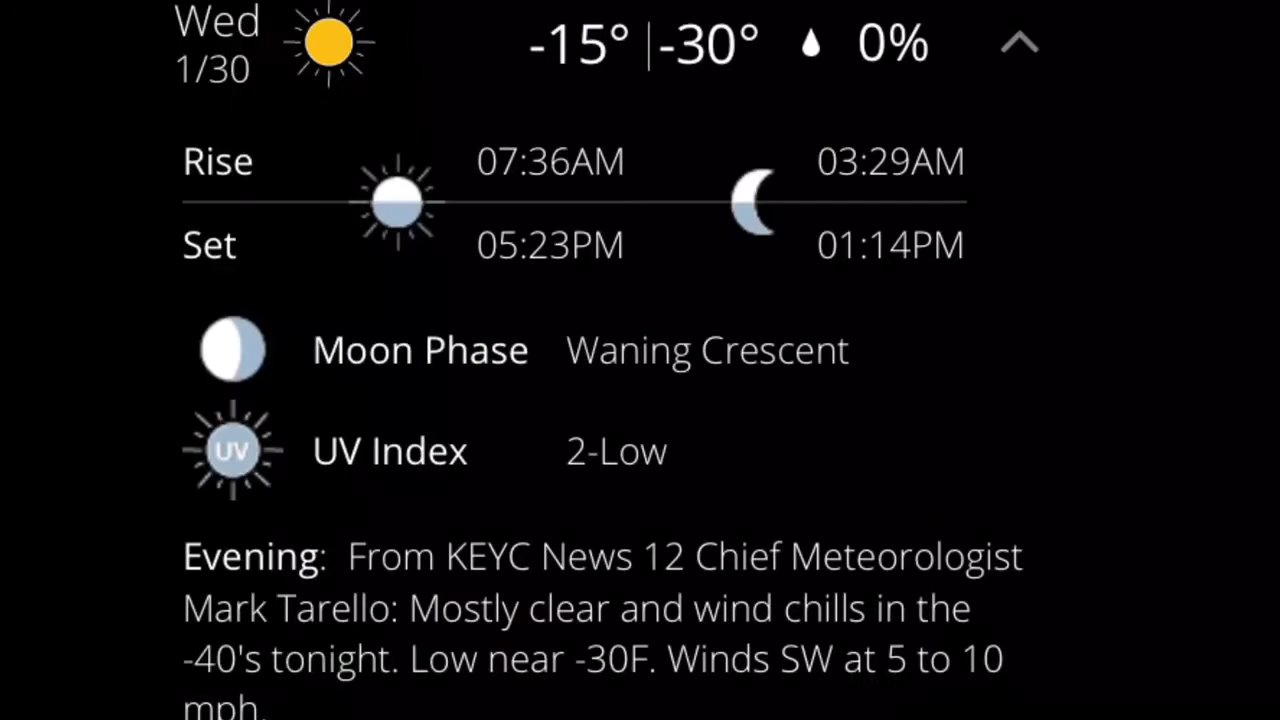 Wed
1/30
-15° | -30° 0%
Rise 07:36AM 03:29AM
Set 05:23PM 01:14PM
Moon Phase Waning Crescent
UV UV Index 2-Low
Evening: From KEYC News 12 Chief Meteorologist
Mark Tarello: Mostly clear and wind chills in the
-40's tonight. Low near -30F. Winds SW at 5 to 10
mph.